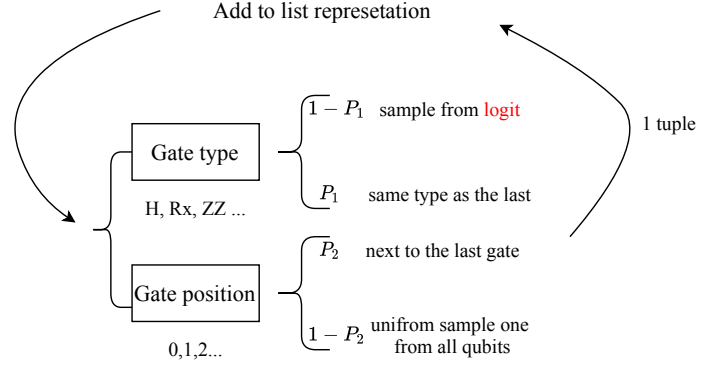 Add to list represetation
1 − P₁ sample from logit
1 tuple
Gate type
P₁ same type as the last
H, Rx, ZZ ...
P₂ next to the last gate
Gate position
1 − P₂ unifrom sample one
from all qubits
0,1,2...